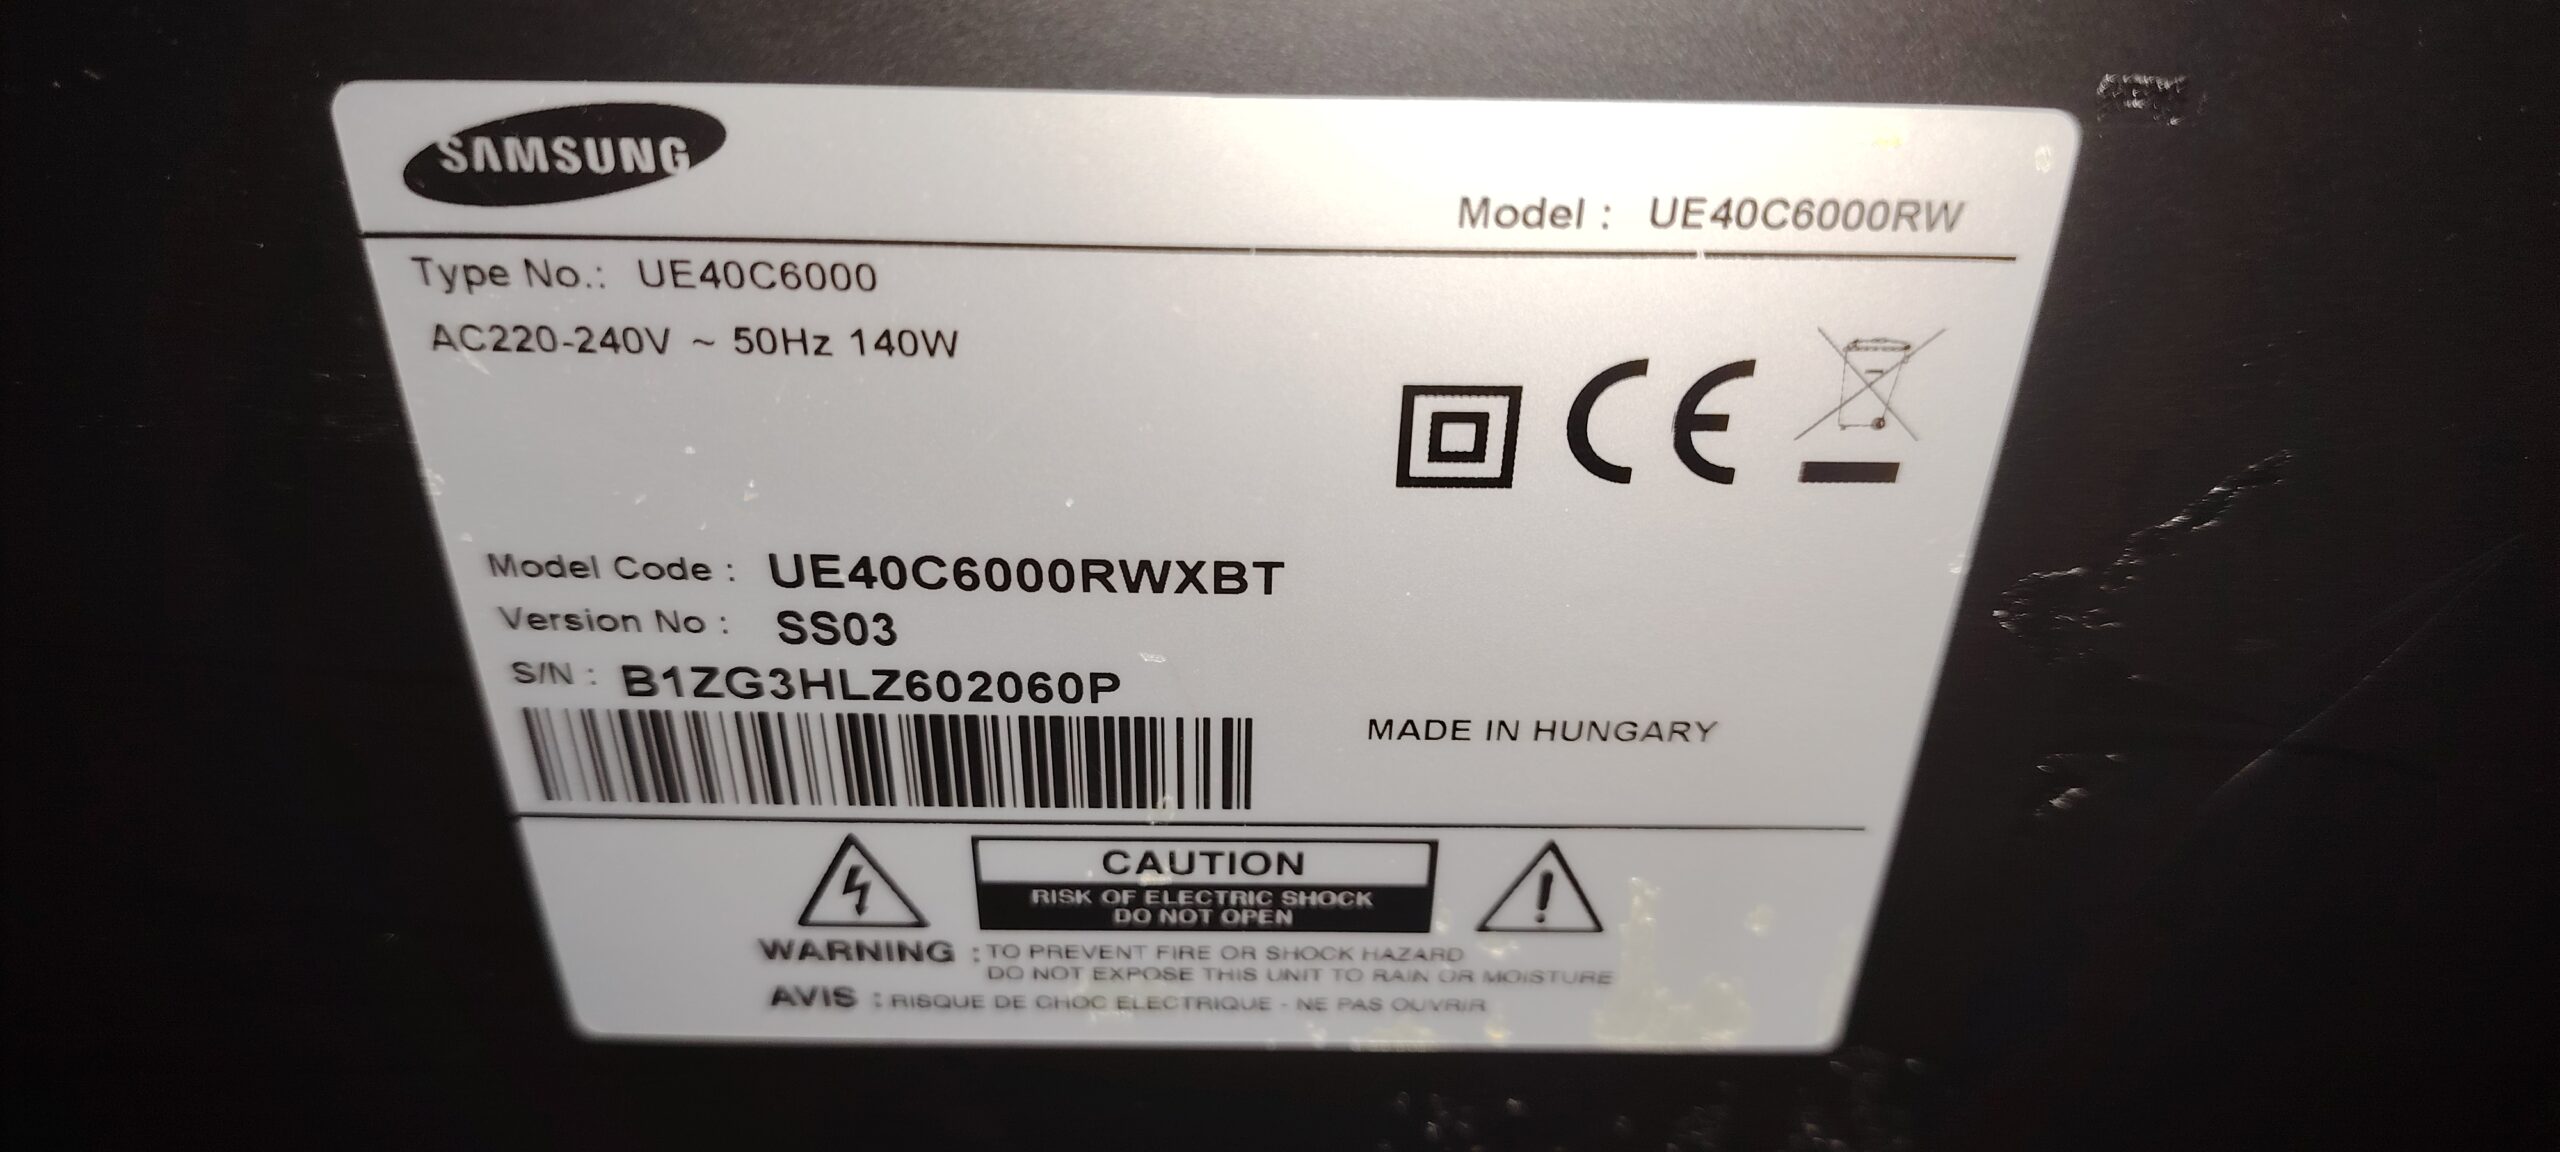 SAMSUNG
Model : UE40C6000RW
Type No.: UE40C6000
AC220-240V ~ 50Hz 140W
CE
Model Code : UE40C6000RWXBT
Version No : SS03
S/N : B1ZG3HLZ602060P
MADE IN HUNGARY
CAUTION
RISK OF ELECTRIC SHOCK
DO NOT OPEN
WARNING : TO PREVENT FIRE OR SHOCK HAZARD
DO NOT EXPOSE THIS UNIT TO RAIN OR MOISTURE
AVIS : RISQUE DE CHOC ELECTRIQUE - NE PAS OUVRIR